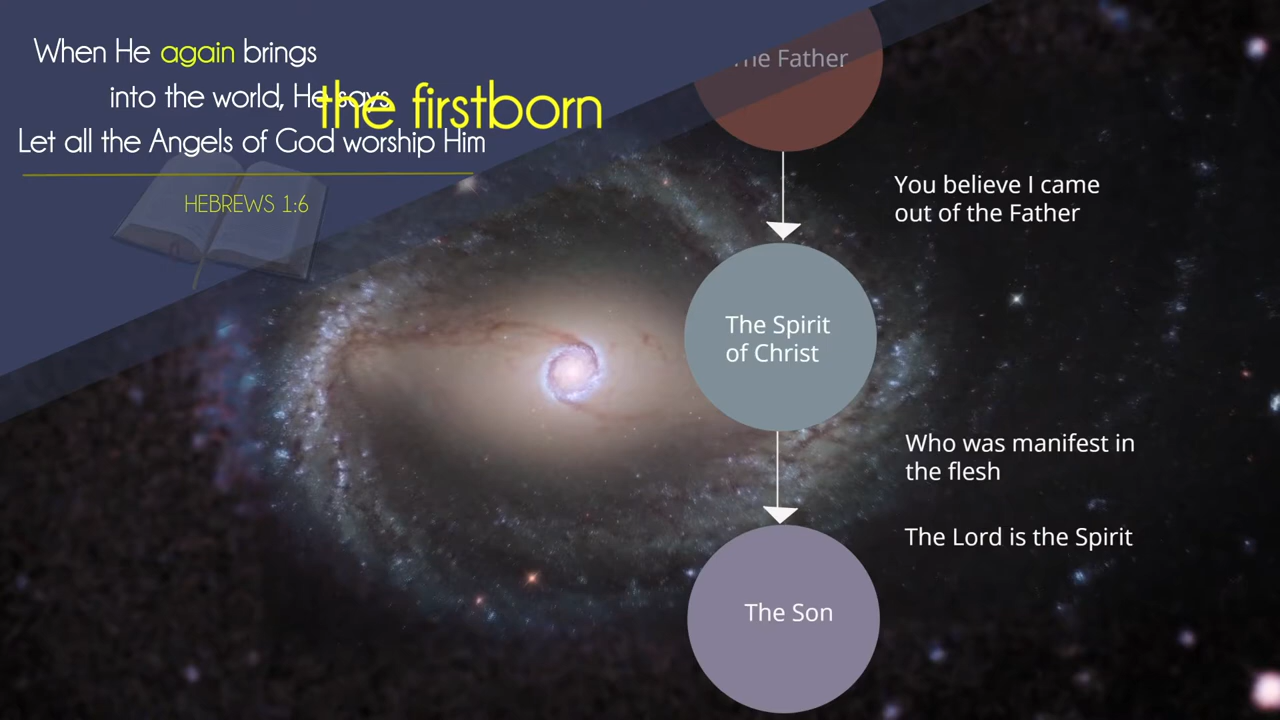 When He again brings
the firstborn
into the world, He says
Let all the Angels of God worship Him
HEBREWS 1:6
The Father
You believe I came
out of the Father
The Spirit
of Christ
Who was manifest in
the flesh
The Lord is the Spirit
The Son